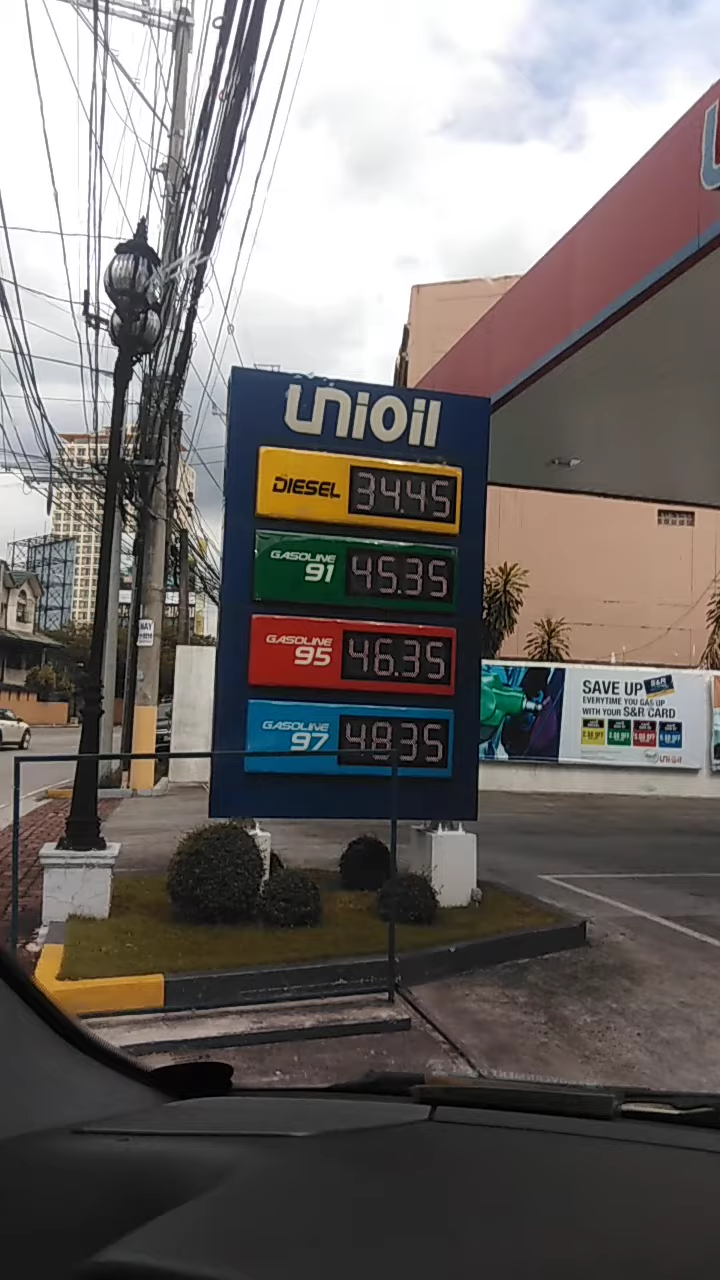 UNiOil
DIESEL 34.45
GASOLINE 91 45.35
GASOLINE 95 46.35
GASOLINE 97 48.35
SAVE UP
EVERYTIME YOU GAS UP
WITH YOUR S&R CARD
UNiOil